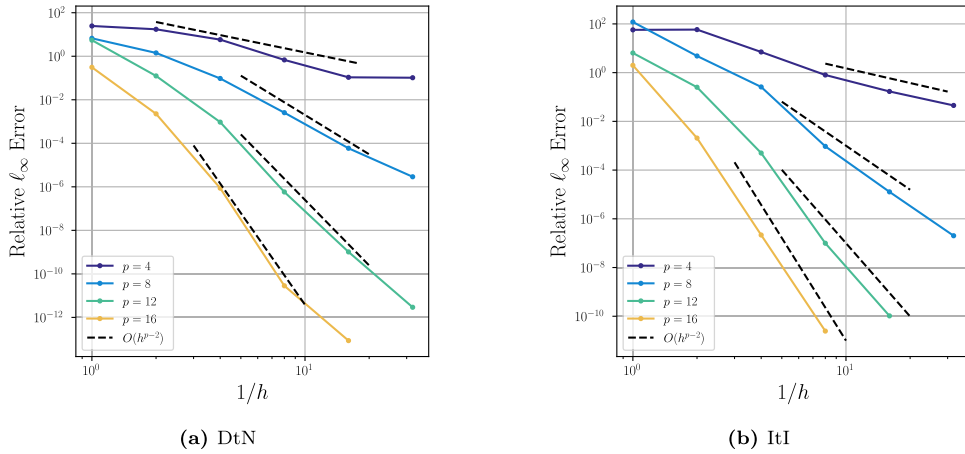 10^2
10^0
10^{-2}
10^{-4}
10^{-6}
10^{-8}
10^{-10}
10^{-12}
Relative ℓ_∞ Error
p = 4
p = 8
p = 12
p = 16
O(h^{p−2})
10^0
10^1
1/h
(a) DtN
10^2
10^0
10^{-2}
10^{-4}
10^{-6}
10^{-8}
10^{-10}
Relative ℓ_∞ Error
p = 4
p = 8
p = 12
p = 16
O(h^{p−2})
10^0
10^1
1/h
(b) ItI